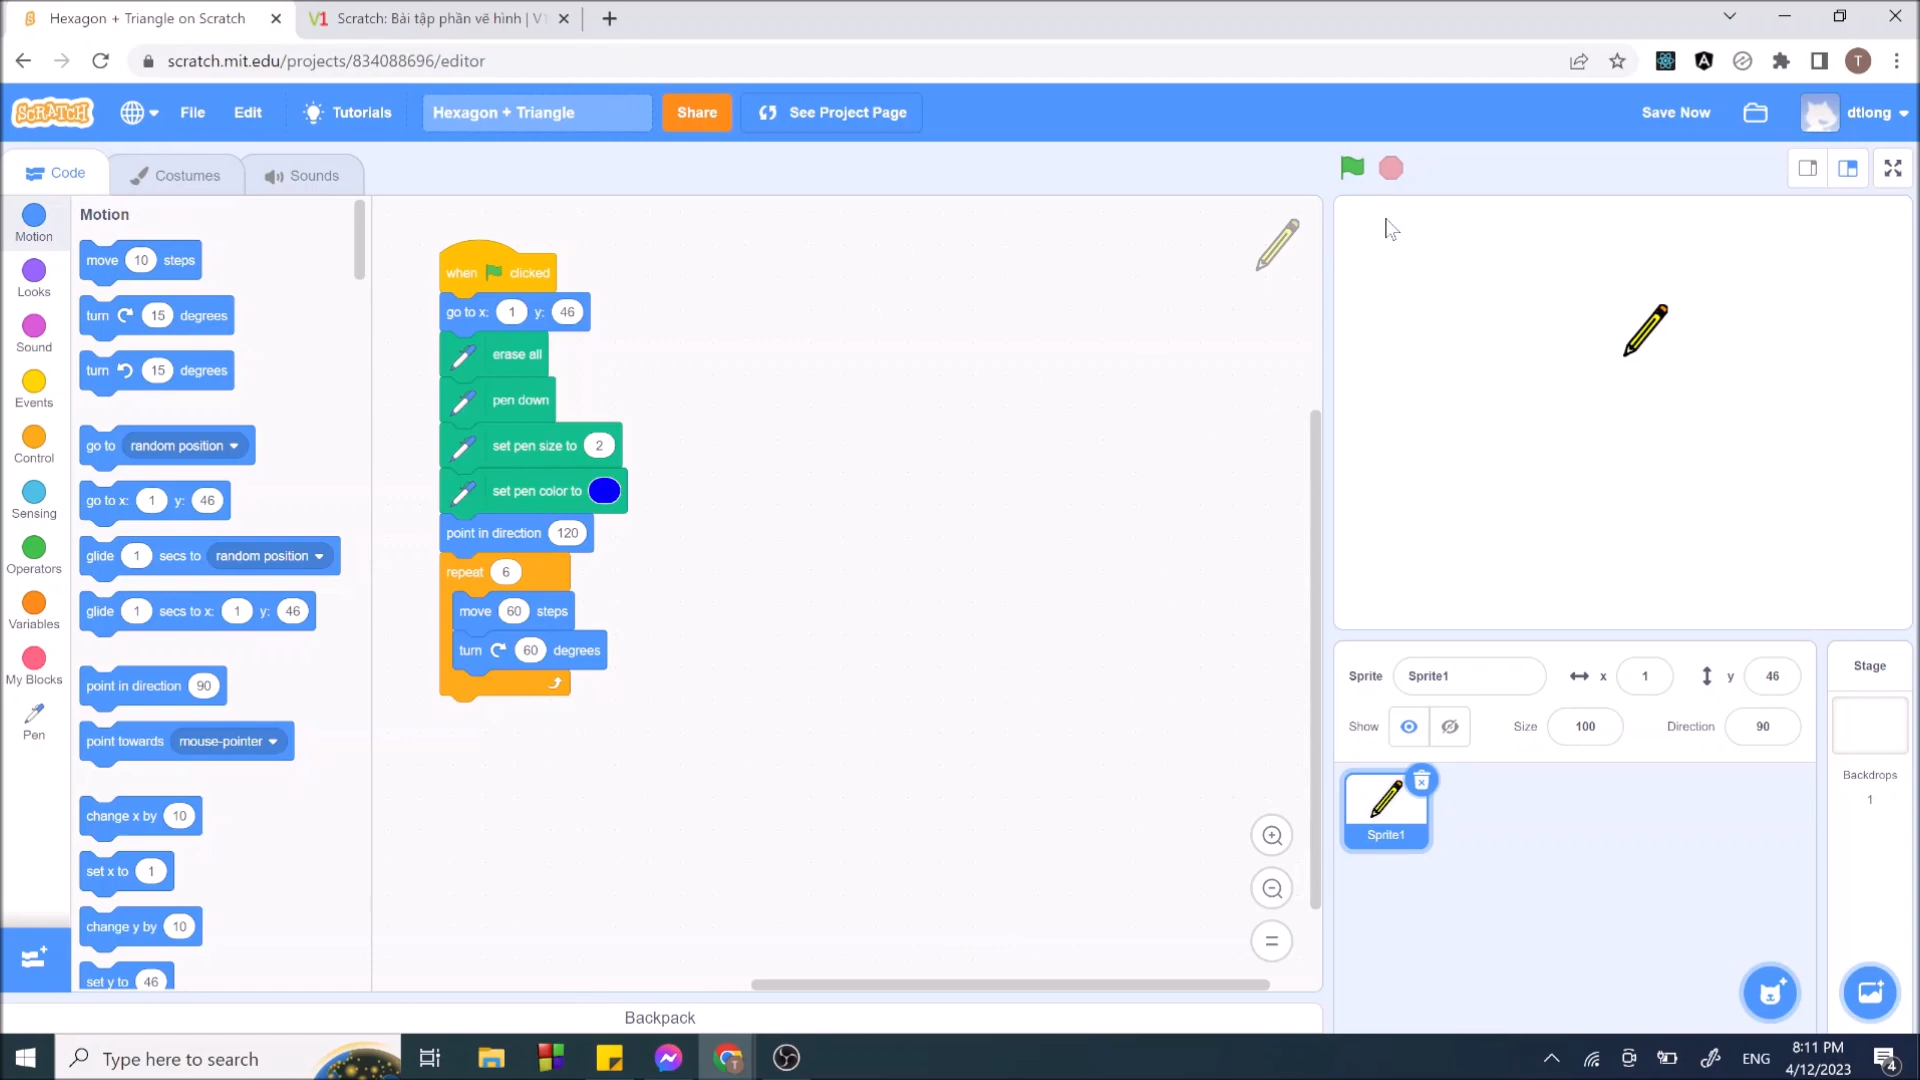 Hexagon + Triangle on Scratch
V1 Scratch: Bài tập phần vẽ hình | V
scratch.mit.edu/projects/834088696/editor
T
SCRATCH
File
Edit
Tutorials
Hexagon + Triangle
Share
See Project Page
Save Now
dtlong
Code
Costumes
Sounds
Motion
Looks
Sound
Events
Control
Sensing
Operators
Variables
My Blocks
Pen
Motion
move 10 steps
turn 15 degrees
turn 15 degrees
go to random position
go to x: 1 y: 46
glide 1 secs to random position
glide 1 secs to x: 1 y: 46
point in direction 90
point towards mouse-pointer
change x by 10
set x to 1
change y by 10
set y to 46
when clicked
go to x: 1 y: 46
erase all
pen down
set pen size to 2
set pen color to
point in direction 120
repeat 6
move 60 steps
turn 60 degrees
Backpack
Sprite Sprite1 x 1 y 46
Show Size 100 Direction 90
Sprite1
Stage
Backdrops
1
Type here to search
ENG
8:11 PM
4/12/2023
4